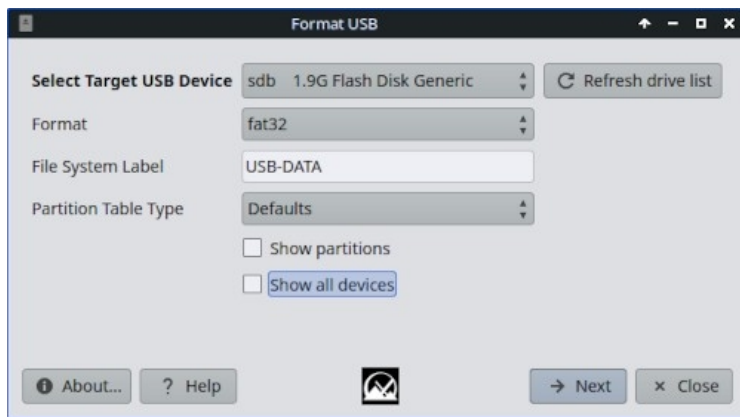 Format USB
Select Target USB Device sdb 1.9G Flash Disk Generic Refresh drive list
Format fat32
File System Label USB-DATA
Partition Table Type Defaults
Show partitions
Show all devices
About... Help Next Close